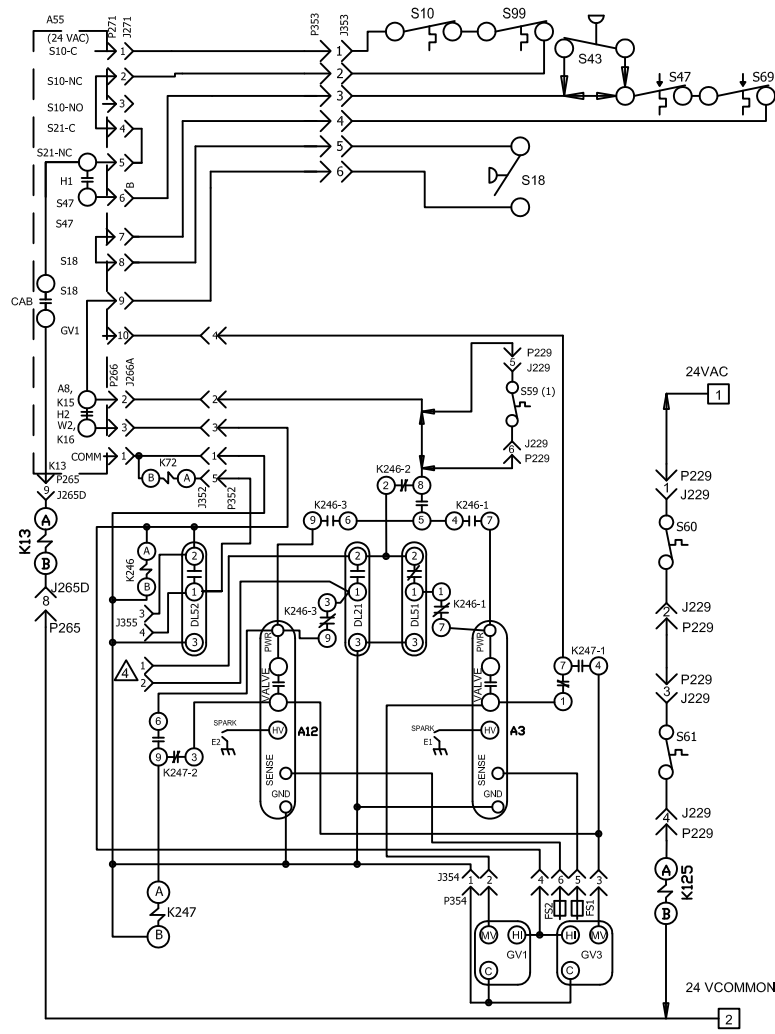 A55
(24 VAC)
P271
J271
P353
J353
S10
S99
S43
S47
S69
S10-C
1
1
S10-NC
2
2
S10-NO
3
3
S21-C
4
4
S21-NC
5
5
H1
B
S47
6
6
S18
S47
7
S18
8
S18
9
CAB
GV1
10
4
P266
J266A
A8,
K15
2
2
H2
W2,
K16
3
3
COMM
1
1
K72
B
A
5
J352
P352
5
P229
J229
S59 (1)
6
J229
P229
24VAC
1
K13
P265
9
J265D
A
K13
B
J265D
8
P265
K246-2
2
8
K246-3
9
6
5
4
7
K246-1
A
K246
B
2
1
3
DL52
3
J355
4
4
1
2
K246-3
3
9
2
1
3
DL21
2
1
3
DL51
1
7
K246-1
PWR
VALVE
SPARK
E2
HV
A12
SENSE
GND
PWR
VALVE
SPARK
E1
HV
A3
SENSE
GND
K247-1
7
4
1
6
9
3
K247-2
A
K247
B
1
P229
J229
S60
2
J229
P229
3
P229
J229
S61
4
J229
P229
A
K125
B
J354
P354
1
2
4
6
5
3
FS2
FS1
MV
HI
HI
MV
GV1
GV3
C
C
24 VCOMMON
2